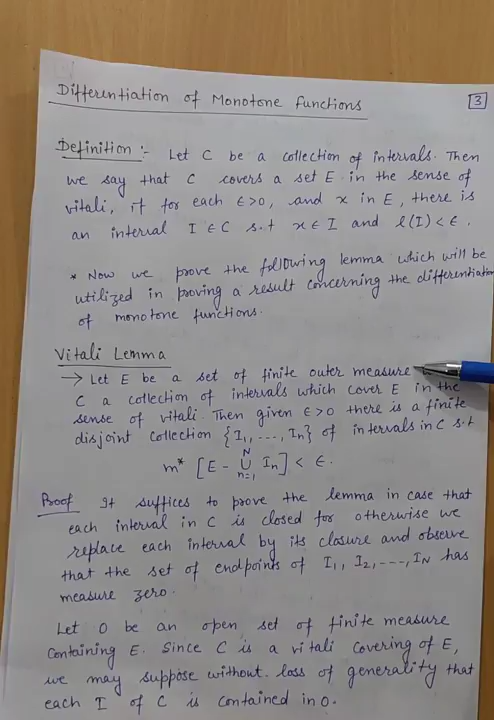 Differentiation of Monotone functions
3
Definition :- Let C be a collection of intervals. Then
we say that C covers a set E in the sense of
vitali, if for each ϵ>0, and x in E, there is
an interval I ∈ C s.t x ∈ I and l(I) < ϵ.
* Now we prove the following lemma which will be
utilized in proving a result concerning the differentiation
of monotone functions.
Vitali Lemma
→ Let E be a set of finite outer measure
C a collection of intervals which cover E in the
sense of vitali. Then given ϵ>0 there is a finite
disjoint collection {I₁, ..., In} of intervals in C s.t
m* [E - ∪ᴺₙ₌₁ In] < ϵ.
Proof It suffices to prove the lemma in case that
each interval in C is closed for otherwise we
replace each interval by its closure and observe
that the set of endpoints of I₁, I₂, ---, I_N has
measure zero.
Let O be an open set of finite measure
containing E. Since C is a vitali covering of E,
we may suppose without loss of generality that
each I of C is contained in O.